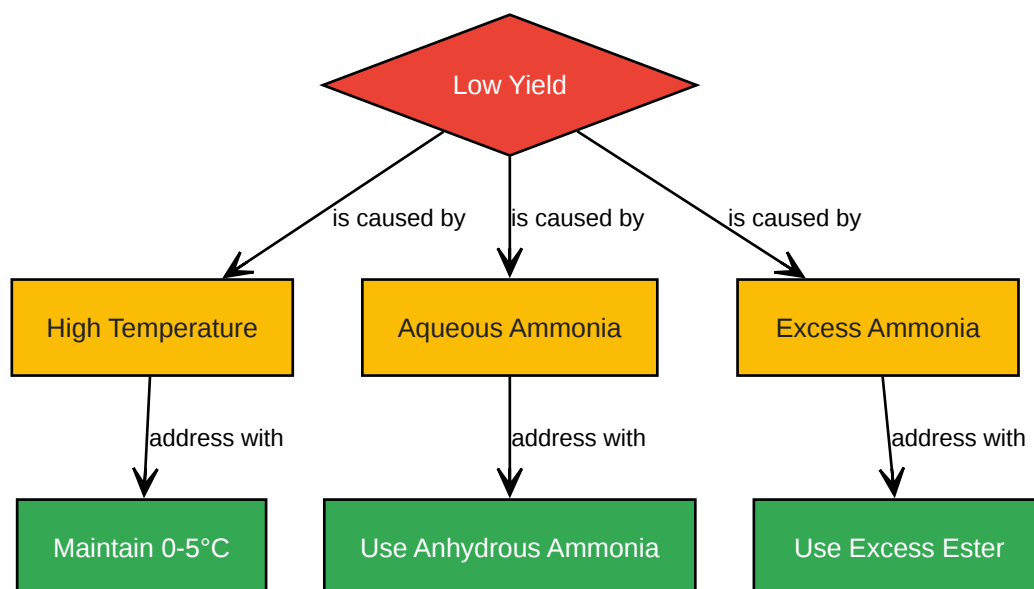 Low Yield
is caused by
is caused by
is caused by
High Temperature
Aqueous Ammonia
Excess Ammonia
address with
address with
address with
Maintain 0-5°C
Use Anhydrous Ammonia
Use Excess Ester